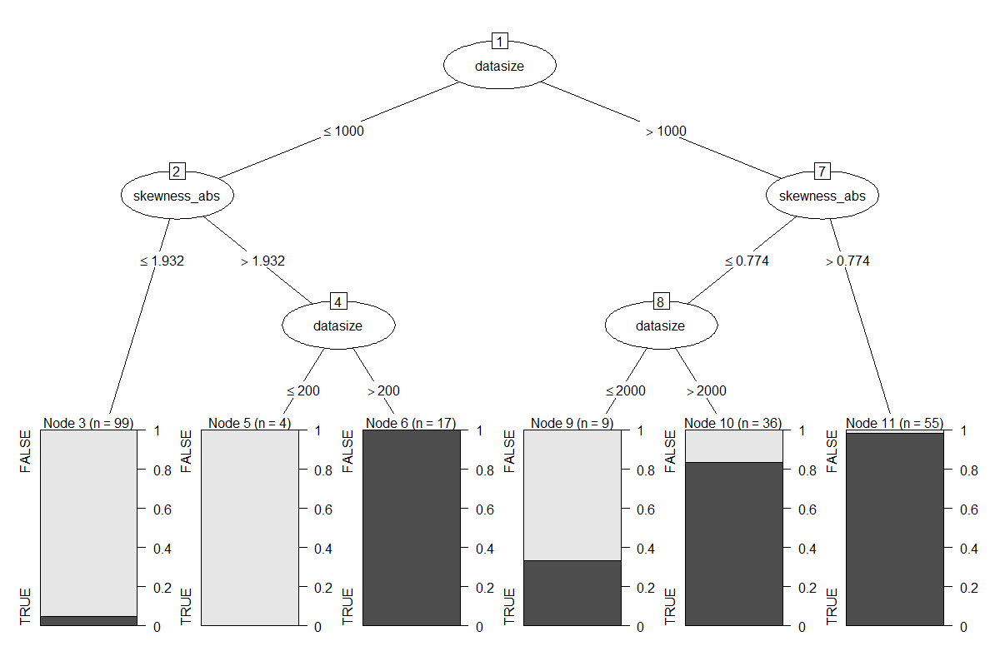 1
datasize
≤ 1000
> 1000
2
skewness_abs
7
skewness_abs
≤ 1.932
> 1.932
≤ 0.774
> 0.774
4
datasize
8
datasize
≤ 200
> 200
≤ 2000
> 2000
Node 3 (n = 99)
FALSE
TRUE
1
0.8
0.6
0.4
0.2
0
Node 5 (n = 4)
FALSE
TRUE
1
0.8
0.6
0.4
0.2
0
Node 6 (n = 17)
FALSE
TRUE
1
0.8
0.6
0.4
0.2
0
Node 9 (n = 9)
FALSE
TRUE
1
0.8
0.6
0.4
0.2
0
Node 10 (n = 36)
FALSE
TRUE
1
0.8
0.6
0.4
0.2
0
Node 11 (n = 55)
FALSE
TRUE
1
0.8
0.6
0.4
0.2
0